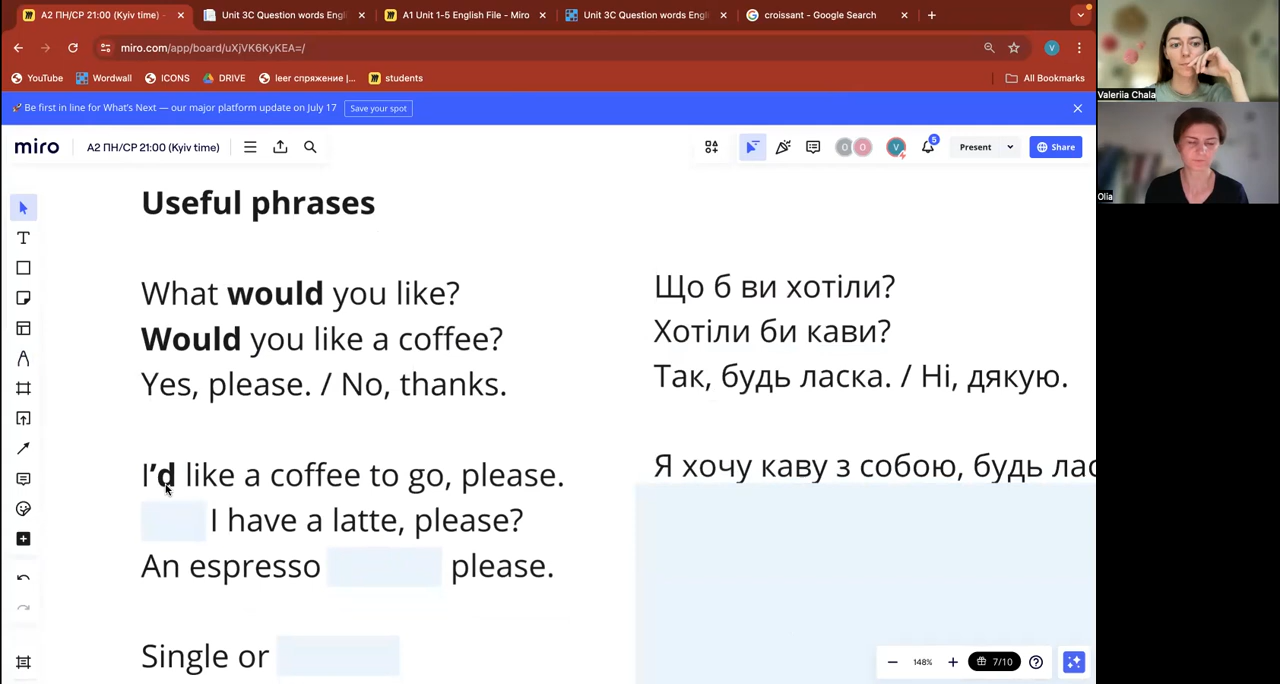 A2 ПН/СР 21:00 (Kyiv time) -
Unit 3C Question words Engl
A1 Unit 1-5 English File - Miro
Unit 3C Question words Engl
croissant - Google Search
miro.com/app/board/uXjVK6KyKEA=/
V
YouTube
Wordwall
ICONS
DRIVE
leer спряжение |...
students
All Bookmarks
Be first in line for What's Next — our major platform update on July 17
Save your spot
miro
A2 ПН/СР 21:00 (Kyiv time)
O
O
V
5
Present
Share
Valeriia Chala
Olia
Useful phrases
What would you like?
Would you like a coffee?
Yes, please. / No, thanks.
I'd like a coffee to go, please.
I have a latte, please?
An espresso please.
Single or
Що б ви хотіли?
Хотіли би кави?
Так, будь ласка. / Ні, дякую.
Я хочу каву з собою, будь лас
148%
7/10